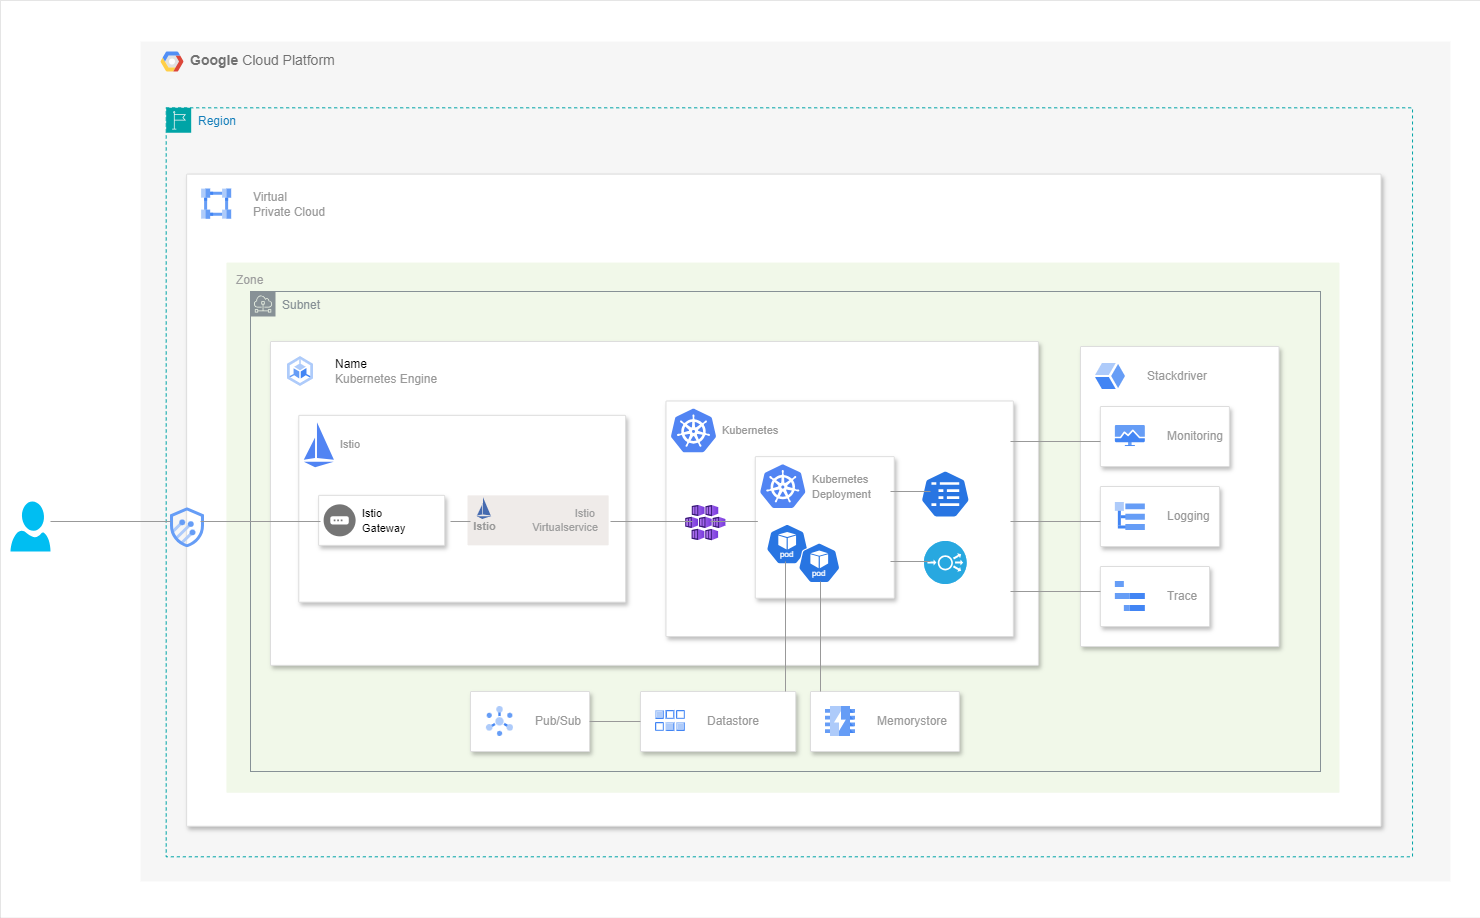 Google Cloud Platform
Region
Virtual
Private Cloud
Zone
Subnet
Name
Kubernetes Engine
Stackdriver
Istio
Kubernetes
Monitoring
Kubernetes
Deployment
Istio
Gateway
Istio
Istio
Virtualservice
Logging
pod
pod
Trace
Pub/Sub
Datastore
Memorystore